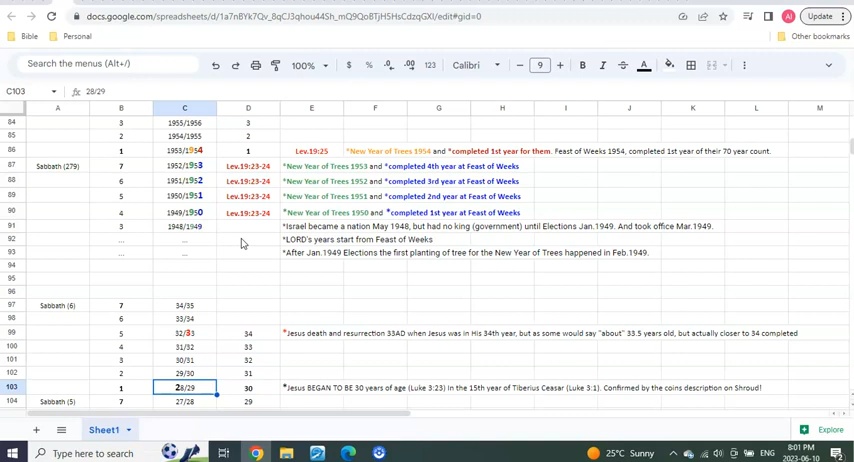 docs.google.com/spreadsheets/d/1a7nBYk7Qv_8qCJ3qhou44Sh_mQ9QoBTjH5HsCdzqGXI/edit#gid=0
AI
Update
Bible
Personal
Other bookmarks
Search the menus (Alt+/)
100%
$
%
.0
.00
123
Calibri
9
B
I
S
A
C103
fx
28/29
A B C D E F G H I J K L M
84 3 1955/1956 3
85 2 1954/1955 2
86 1 1953/1954 1 Lev.19:25 *New Year of Trees 1954 and *completed 1st year for them. Feast of Weeks 1954, completed 1st year of their 70 year count.
87 Sabbath (279) 7 1952/1953 Lev.19:23-24 *New Year of Trees 1953 and *completed 4th year at Feast of Weeks
88 6 1951/1952 Lev.19:23-24 *New Year of Trees 1952 and *completed 3rd year at Feast of Weeks
89 5 1950/1951 Lev.19:23-24 *New Year of Trees 1951 and *completed 2nd year at Feast of Weeks
90 4 1949/1950 Lev.19:23-24 *New Year of Trees 1950 and *completed 1st year at Feast of Weeks
91 3 1948/1949 *Israel became a nation May 1948, but had no king (government) until Elections Jan.1949. And took office Mar.1949.
92 ... ... *LORD's years start from Feast of Weeks
93 ... ... *After Jan.1949 Elections the first planting of tree for the New Year of Trees happened in Feb.1949.
94
95
96
97 Sabbath (6) 7 34/35
98 6 33/34
99 5 32/33 34 *Jesus death and resurrection 33AD when Jesus was in His 34th year, but as some would say "about" 33.5 years old, but actually closer to 34 completed
100 4 31/32 33
101 3 30/31 32
102 2 29/30 31
103 1 28/29 30 *Jesus BEGAN TO BE 30 years of age (Luke 3:23) In the 15th year of Tiberius Ceasar (Luke 3:1). Confirmed by the coins description on Shroud!
104 Sabbath (5) 7 27/28 29
Sheet1
Explore
Type here to search
25°C Sunny
ENG
8:01 PM
2023-06-10
2